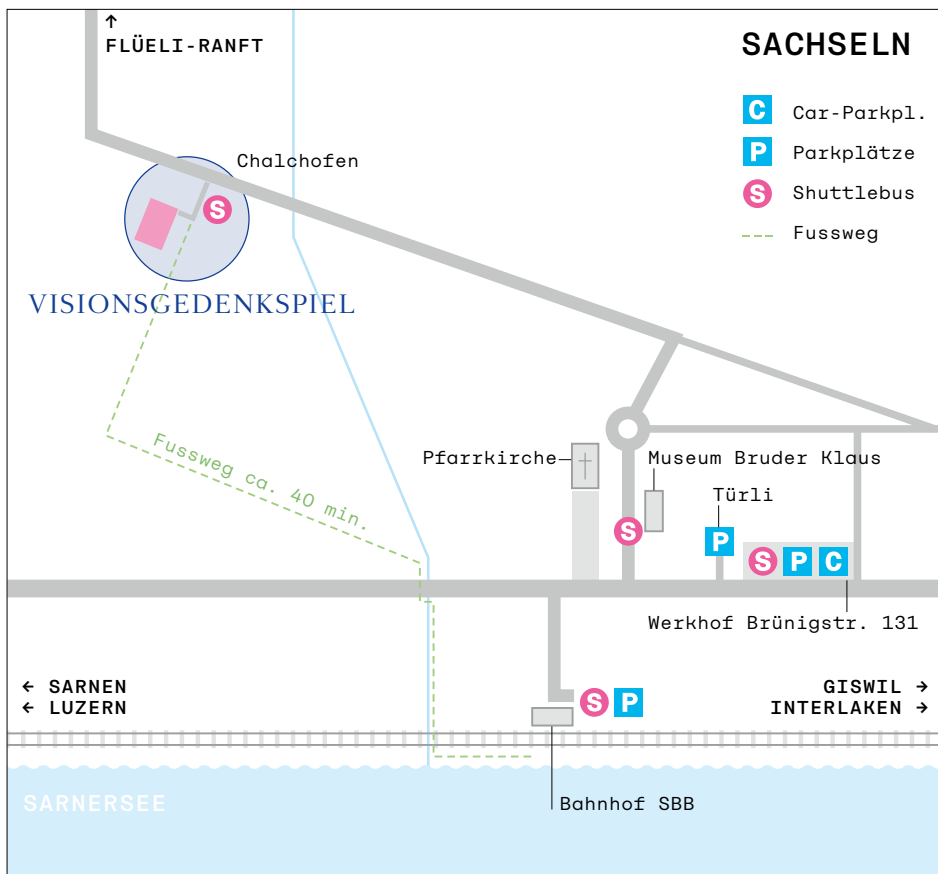 ↑
FLÜELI-RANFT
SACHSELN
C Car-Parkpl.
P Parkplätze
S Shuttlebus
Fussweg
Chalchofen
S
VISIONSGEDENKSPIEL
Fussweg ca. 40 min.
Pfarrkirche
Museum Bruder Klaus
Türli
S
P
S P C
Werkhof Brünigstr. 131
← SARNEN
← LUZERN
GISWIL →
INTERLAKEN →
S P
Bahnhof SBB
SARNERSEE